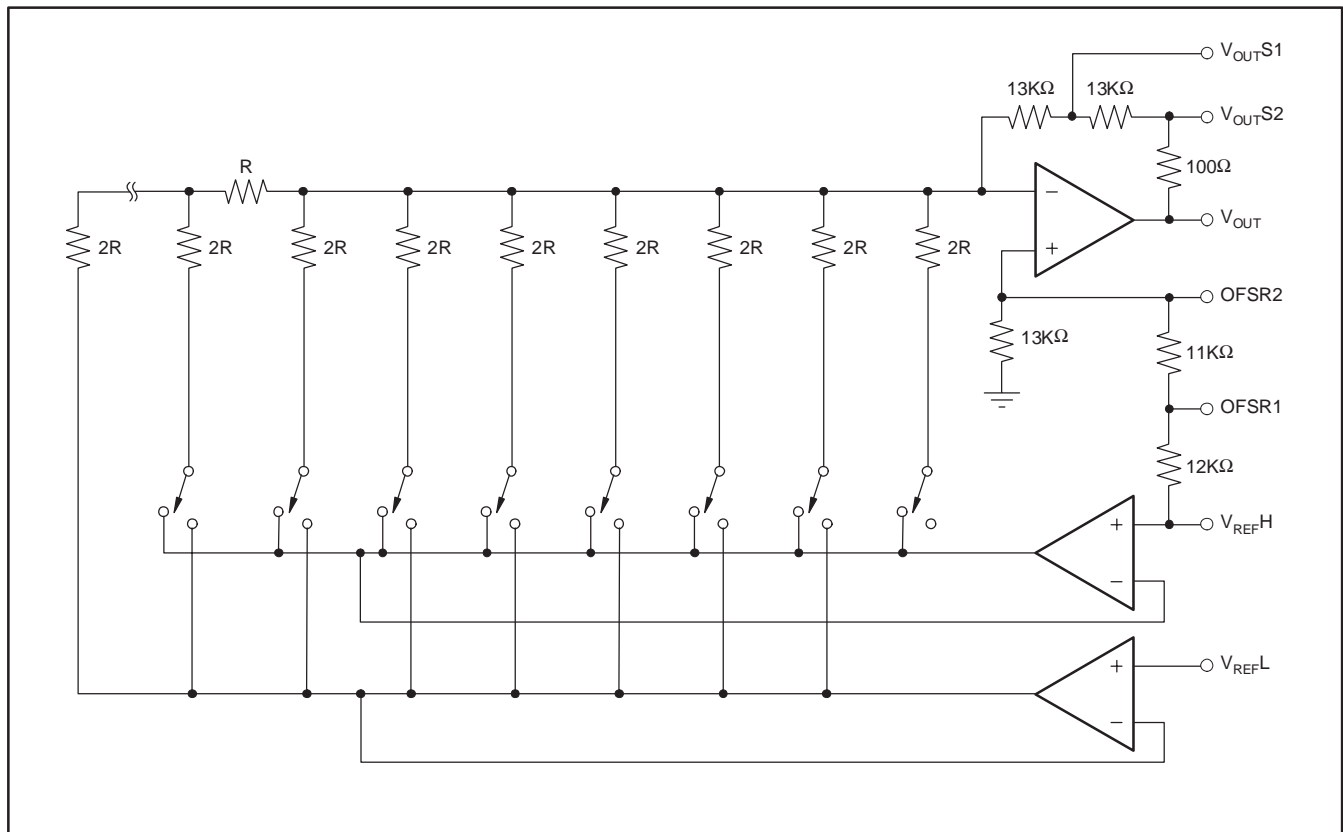 V_OUTS1
13KΩ 13KΩ
V_OUTS2
R
100Ω
−
V_OUT
2R 2R 2R 2R 2R 2R 2R 2R 2R
+
OFSR2
13KΩ
11KΩ
OFSR1
12KΩ
+
V_REFH
−
+
V_REFL
−